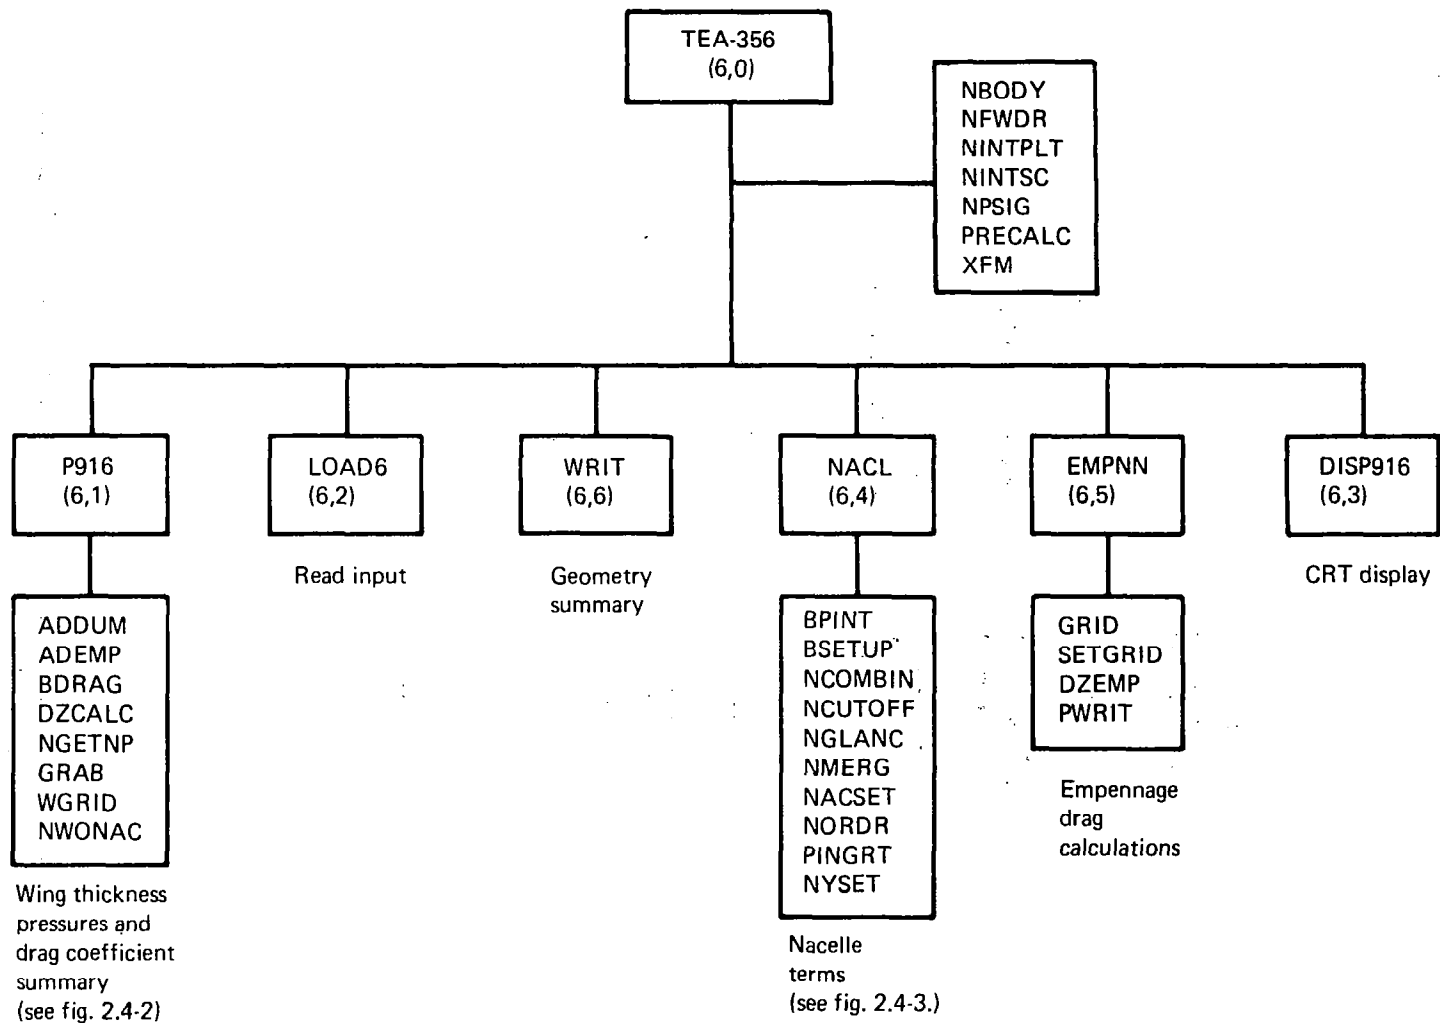 TEA-356
(6,0)
NBODY
NFWDR
NINTPLT
NINTSC
NPSIG
PRECALC
XFM
P916
(6,1)
LOAD6
(6,2)
WRIT
(6,6)
NACL
(6,4)
EMPNN
(6,5)
DISP916
(6,3)
Read input
Geometry
summary
CRT display
ADDUM
ADEMP
BDRAG
DZCALC
NGETNP
GRAB
WGRID
NWONAC
BPINT
BSETUP
NCOMBIN
NCUTOFF
NGLANC
NMERG
NACSET
NORDR
PINGRT
NYSET
GRID
SETGRID
DZEMP
PWRIT
Empennage
drag
calculations
Wing thickness
pressures and
drag coefficient
summary
(see fig. 2.4-2)
Nacelle
terms
(see fig. 2.4-3.)